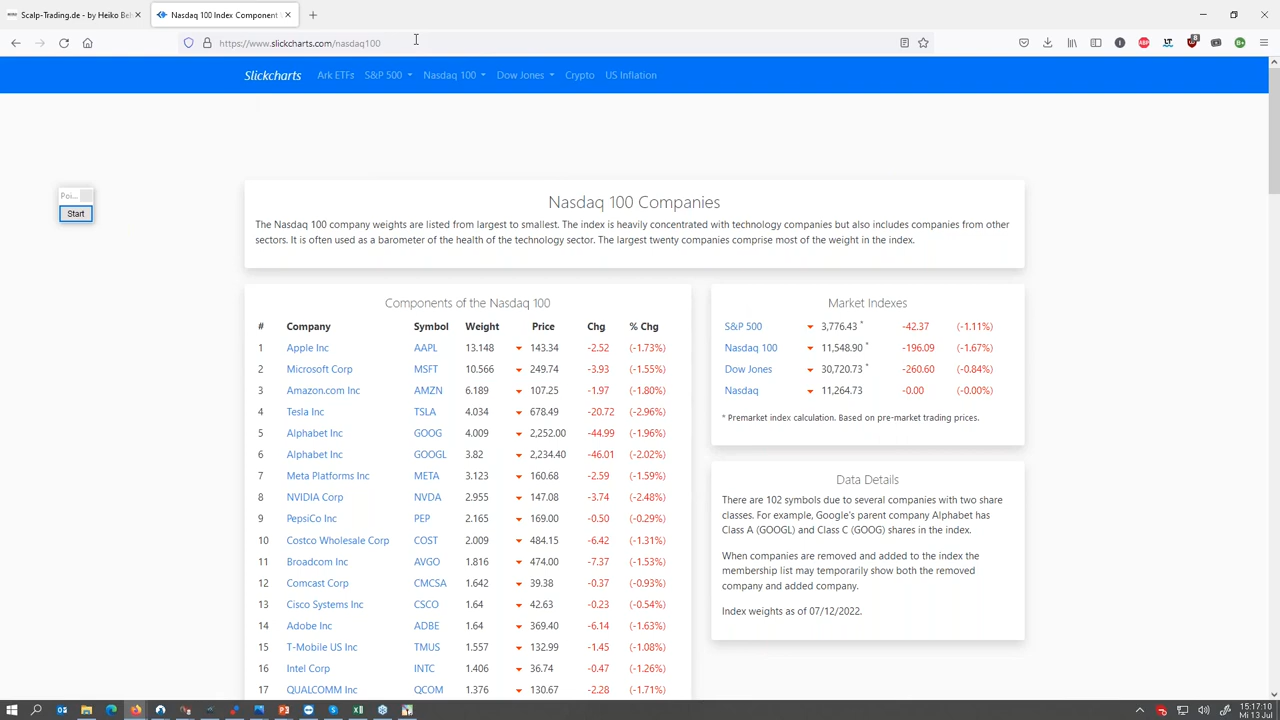 Scalp-Trading.de - by Heiko Be
Nasdaq 100 Index Component
https://www.slickcharts.com/nasdaq100
Slickcharts Ark ETFs S&P 500 Nasdaq 100 Dow Jones Crypto US Inflation
Poi...
Start
Nasdaq 100 Companies
The Nasdaq 100 company weights are listed from largest to smallest. The index is heavily concentrated with technology companies but also includes companies from other
sectors. It is often used as a barometer of the health of the technology sector. The largest twenty companies comprise most of the weight in the index.
Components of the Nasdaq 100
# Company Symbol Weight Price Chg % Chg
1 Apple Inc AAPL 13.148 143.34 -2.52 (-1.73%)
2 Microsoft Corp MSFT 10.566 249.74 -3.93 (-1.55%)
3 Amazon.com Inc AMZN 6.189 107.25 -1.97 (-1.80%)
4 Tesla Inc TSLA 4.034 678.49 -20.72 (-2.96%)
5 Alphabet Inc GOOG 4.009 2,252.00 -44.99 (-1.96%)
6 Alphabet Inc GOOGL 3.82 2,234.40 -46.01 (-2.02%)
7 Meta Platforms Inc META 3.123 160.68 -2.59 (-1.59%)
8 NVIDIA Corp NVDA 2.955 147.08 -3.74 (-2.48%)
9 PepsiCo Inc PEP 2.165 169.00 -0.50 (-0.29%)
10 Costco Wholesale Corp COST 2.009 484.15 -6.42 (-1.31%)
11 Broadcom Inc AVGO 1.816 474.00 -7.37 (-1.53%)
12 Comcast Corp CMCSA 1.642 39.38 -0.37 (-0.93%)
13 Cisco Systems Inc CSCO 1.64 42.63 -0.23 (-0.54%)
14 Adobe Inc ADBE 1.64 369.40 -6.14 (-1.63%)
15 T-Mobile US Inc TMUS 1.557 132.99 -1.45 (-1.08%)
16 Intel Corp INTC 1.406 36.74 -0.47 (-1.26%)
17 QUALCOMM Inc QCOM 1.376 130.67 -2.28 (-1.71%)
Market Indexes
S&P 500 3,776.43 * -42.37 (-1.11%)
Nasdaq 100 11,548.90 * -196.09 (-1.67%)
Dow Jones 30,720.73 * -260.60 (-0.84%)
Nasdaq 11,264.73 -0.00 (-0.00%)
* Premarket index calculation. Based on pre-market trading prices.
Data Details
There are 102 symbols due to several companies with two share
classes. For example, Google's parent company Alphabet has
Class A (GOOGL) and Class C (GOOG) shares in the index.
When companies are removed and added to the index the
membership list may temporarily show both the removed
company and added company.
Index weights as of 07/12/2022.
15:17:10
Mi 13 Jul